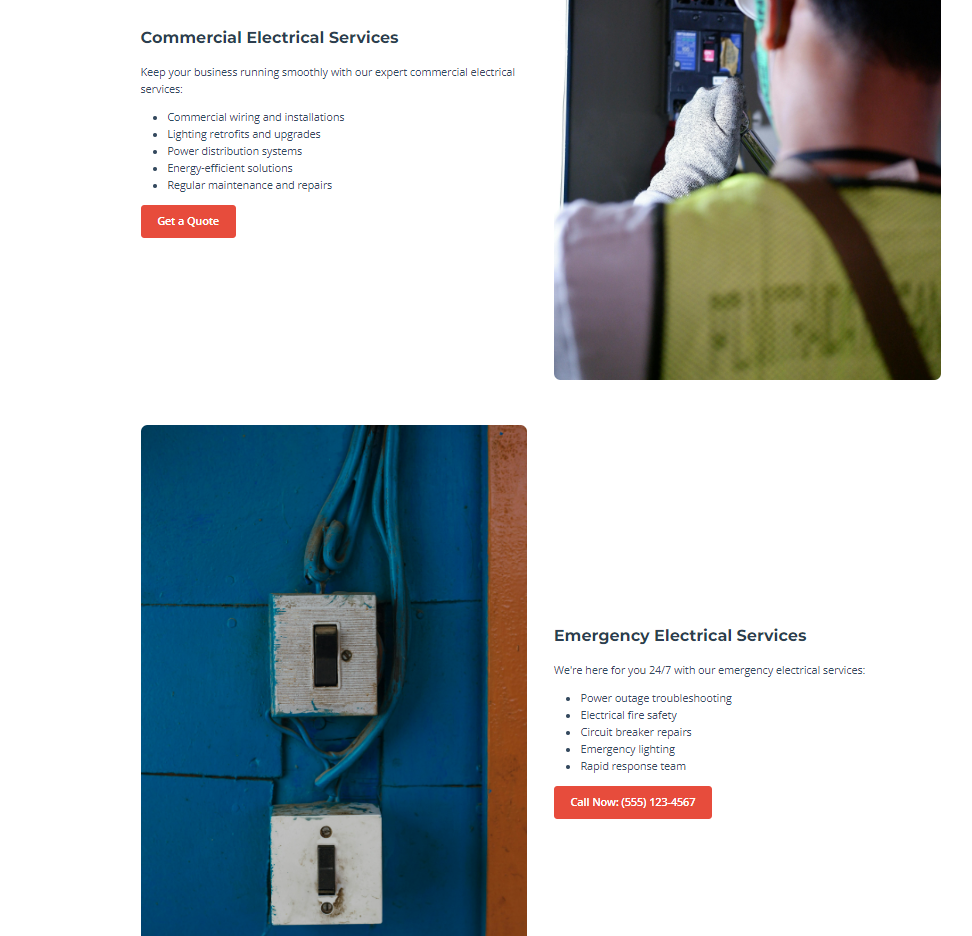 Commercial Electrical Services
Keep your business running smoothly with our expert commercial electrical
services:
Commercial wiring and installations
Lighting retrofits and upgrades
Power distribution systems
Energy-efficient solutions
Regular maintenance and repairs
Get a Quote
Emergency Electrical Services
We're here for you 24/7 with our emergency electrical services:
Power outage troubleshooting
Electrical fire safety
Circuit breaker repairs
Emergency lighting
Rapid response team
Call Now: (555) 123-4567